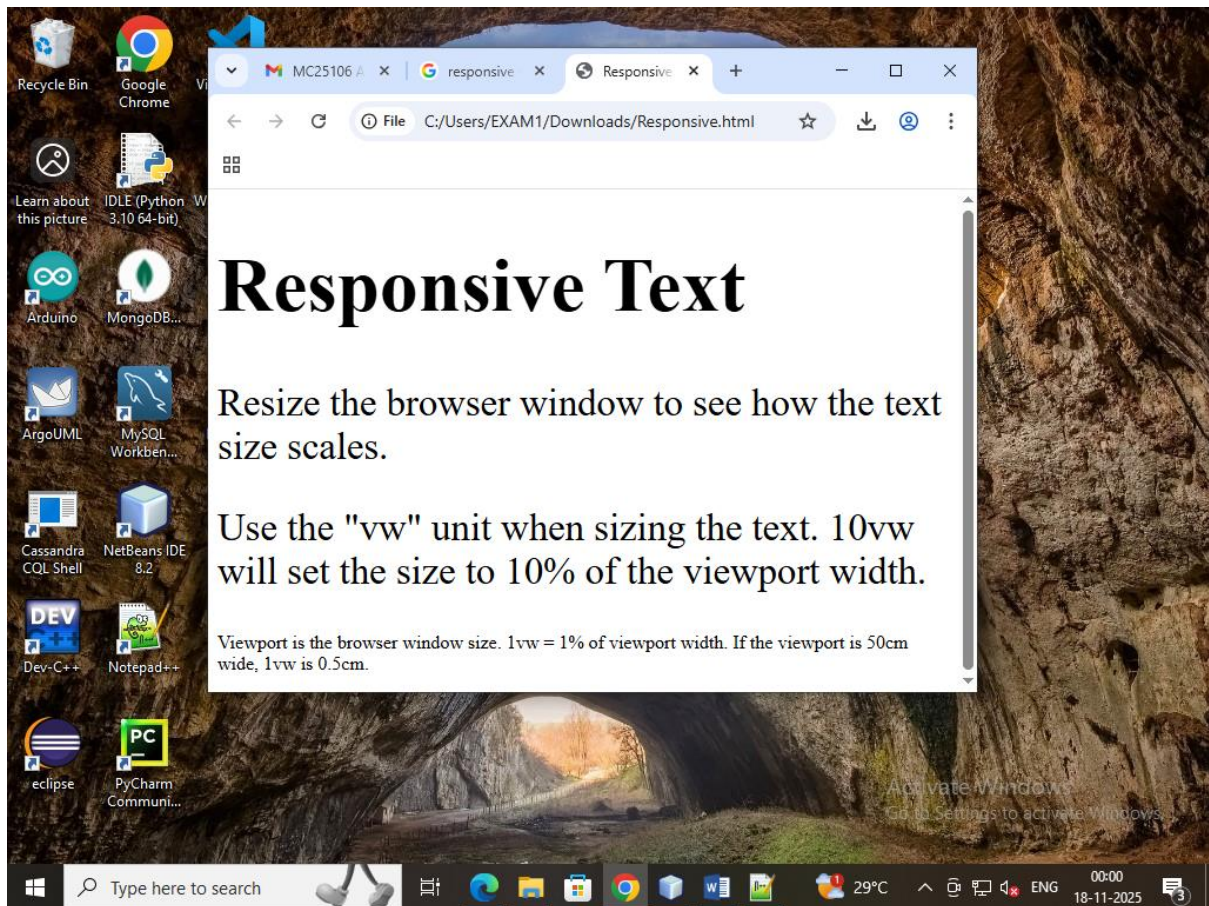 Recycle Bin
Google
Chrome
Vi
MC25106 A
responsive
Responsive
File
C:/Users/EXAM1/Downloads/Responsive.html
Learn about
this picture
IDLE (Python
3.10 64-bit)
W
Arduino
MongoDB...
ArgoUML
MySQL
Workben...
Cassandra
CQL Shell
NetBeans IDE
8.2
DEV
C++
Dev-C++
Notepad++
PC
eclipse
PyCharm
Communi...
Responsive Text
Resize the browser window to see how the text
size scales.
Use the "vw" unit when sizing the text. 10vw
will set the size to 10% of the viewport width.
Viewport is the browser window size. 1vw = 1% of viewport width. If the viewport is 50cm
wide, 1vw is 0.5cm.
Activate Windows
Go to Settings to activate Windows.
Type here to search
29°C
ENG
00:00
18-11-2025
3